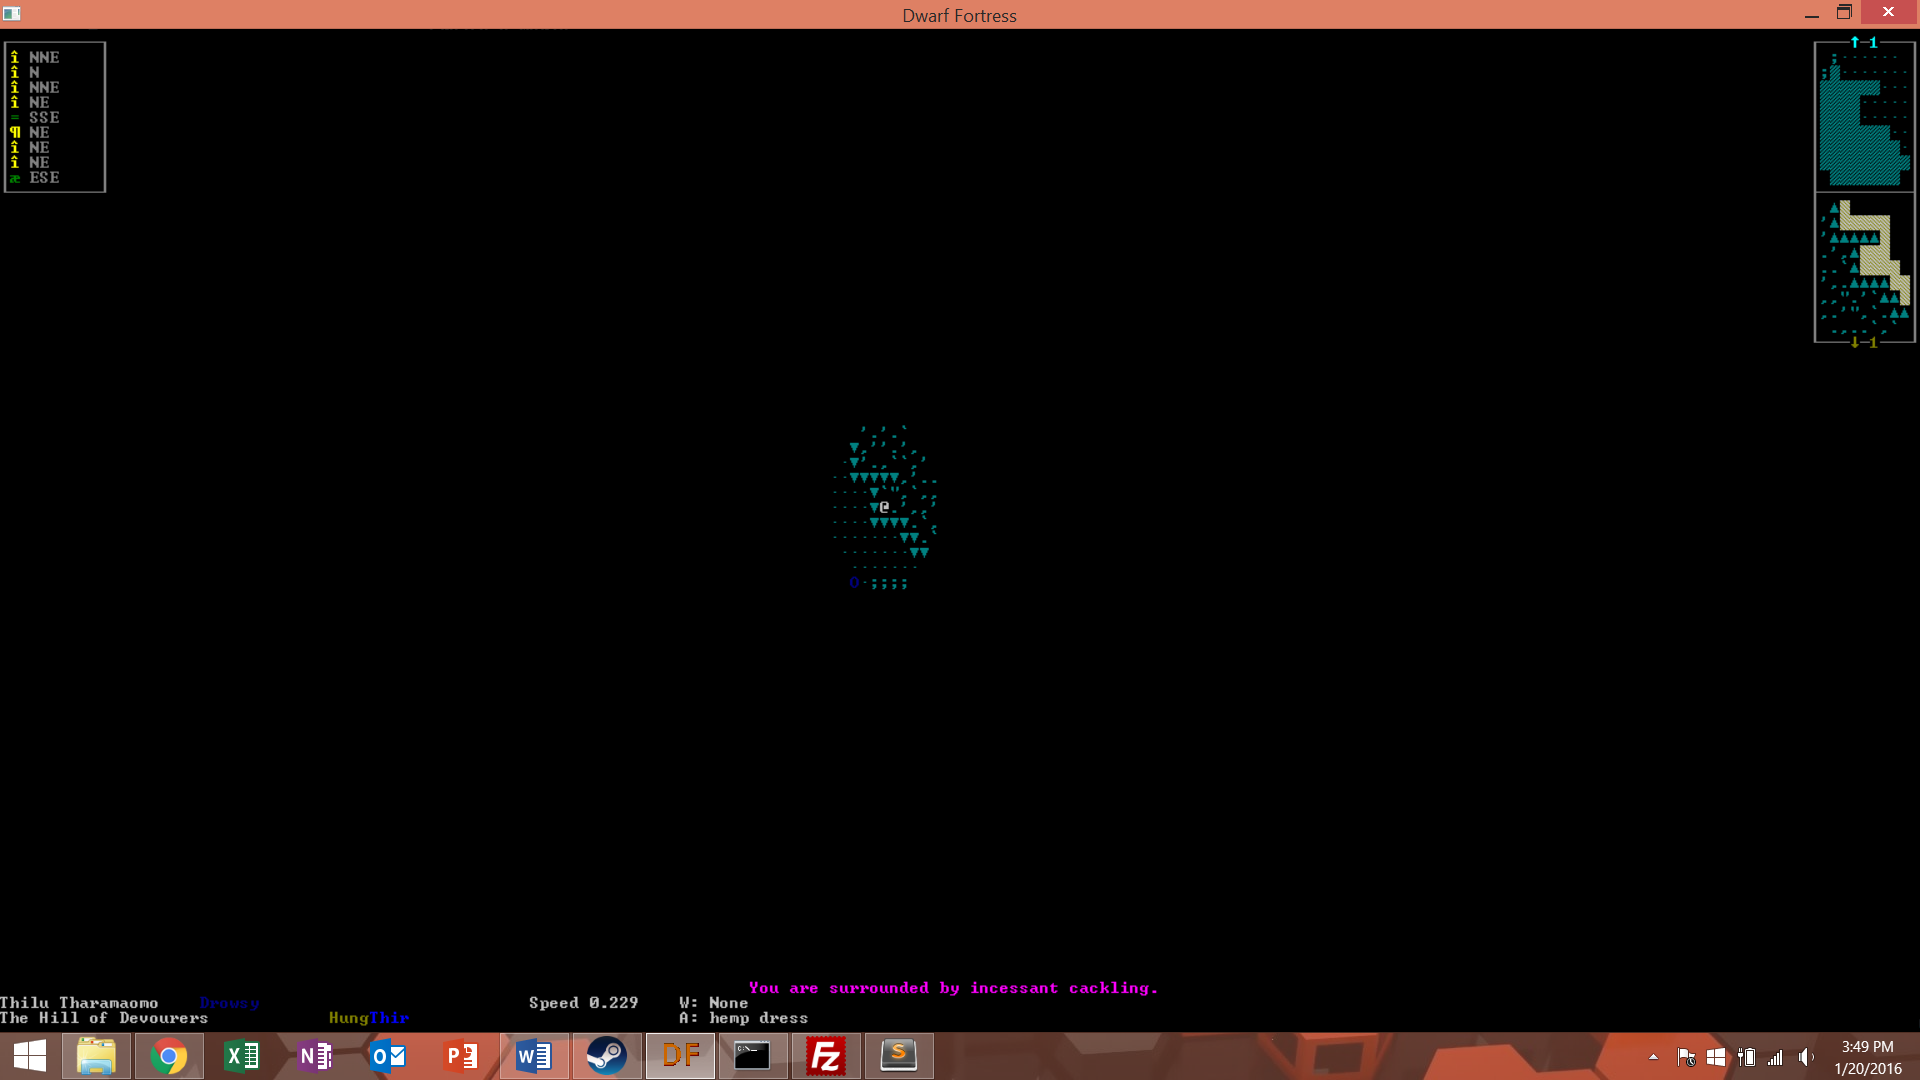 Dwarf Fortress
î NNE
î N
î NNE
î NE
= SSE
¶ NE
î NE
î NE
æ ESE
↑ 1
↓ 1
You are surrounded by incessant cackling.
Thilu Tharamaomo Drowsy Speed 0.229 W: None
The Hill of Devourers HungThir A: hemp dress
DF
3:49 PM
1/20/2016